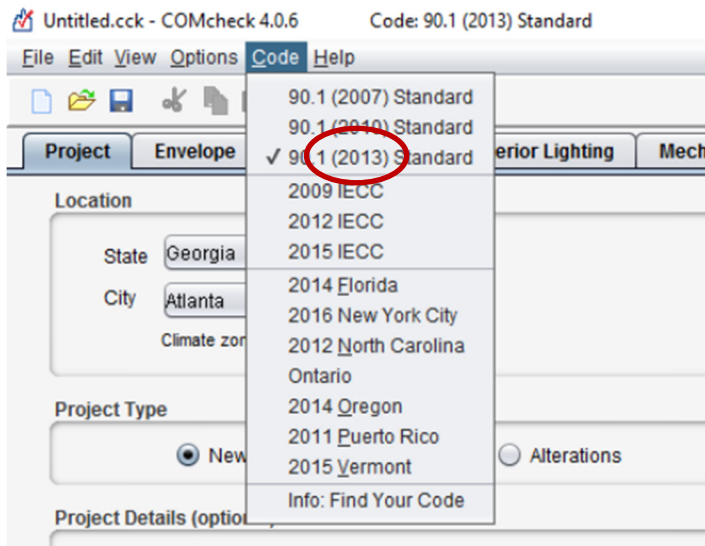 Untitled.cck - COMcheck 4.0.6 Code: 90.1 (2013) Standard
File Edit View Options Code Help
90.1 (2007) Standard
90.1 (2010) Standard
Project Envelope ✓ 90.1 (2013) Standard erior Lighting Mech
2009 IECC
Location
2012 IECC
State Georgia 2015 IECC
2014 Florida
City Atlanta 2016 New York City
Climate zon 2012 North Carolina
Ontario
Project Type 2014 Oregon
2011 Puerto Rico
New 2015 Vermont Alterations
Info: Find Your Code
Project Details (option